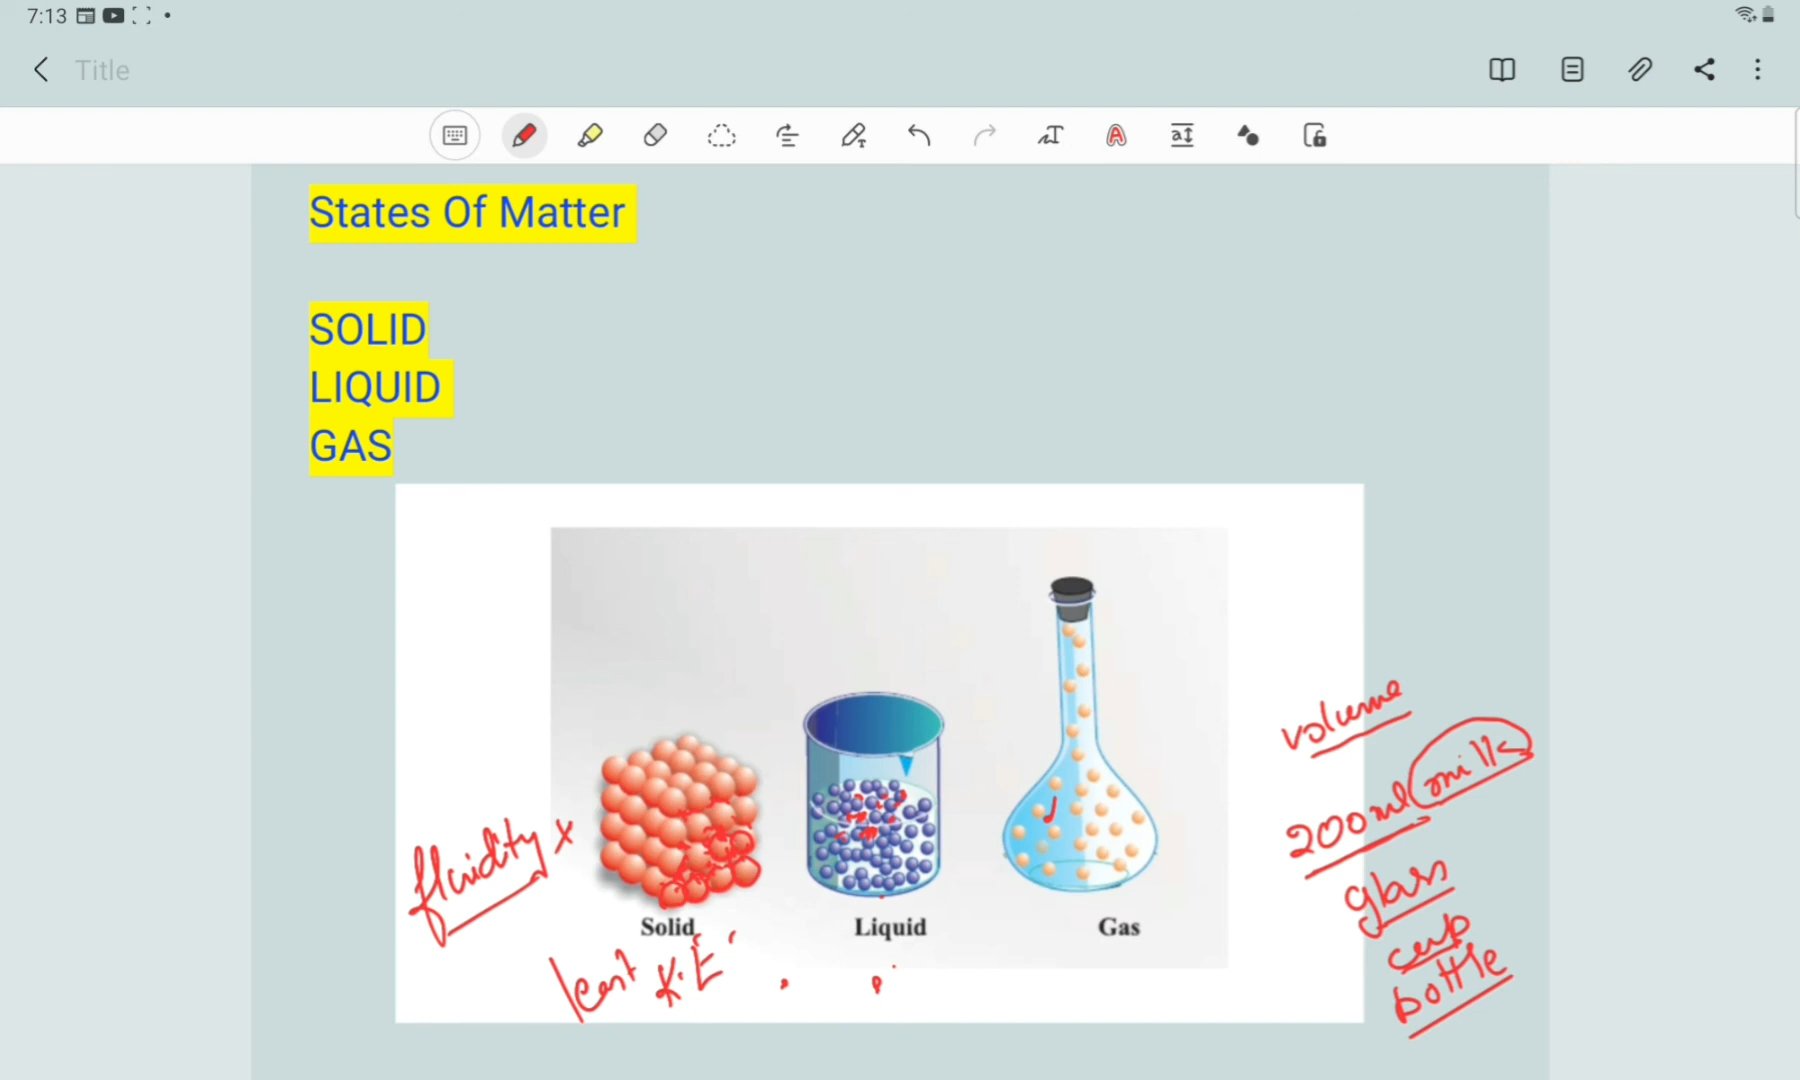 7:13
Title
States Of Matter
SOLID
LIQUID
GAS
volume
200ml milk
glass
cup
bottle
fluidity x
Solid
Liquid
Gas
least K.E